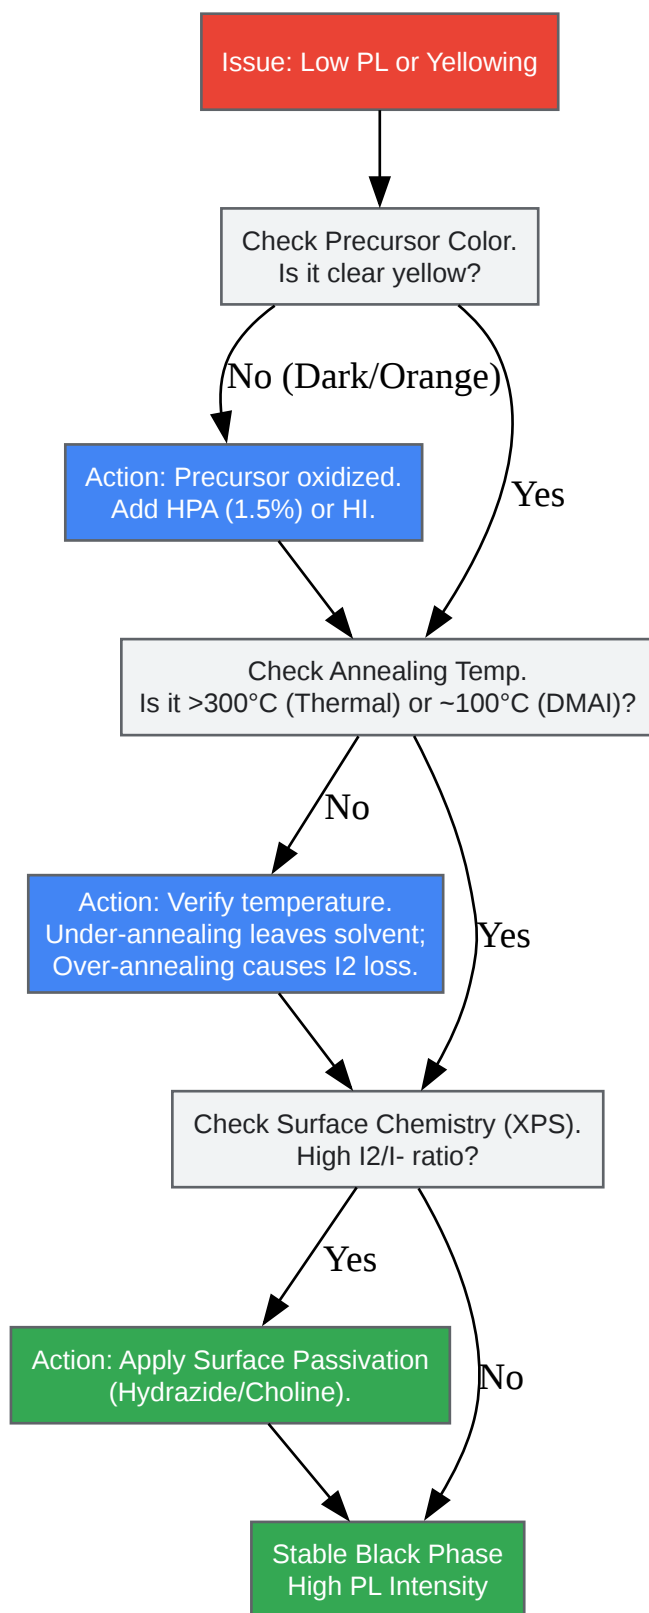 Issue: Low PL or Yellowing
Check Precursor Color.
Is it clear yellow?
No (Dark/Orange)
Action: Precursor oxidized.
Add HPA (1.5%) or HI.
Yes
Check Annealing Temp.
Is it >300°C (Thermal) or ~100°C (DMAI)?
No
Action: Verify temperature.
Under-annealing leaves solvent;
Over-annealing causes I2 loss.
Yes
Check Surface Chemistry (XPS).
High I2/I- ratio?
Yes
Action: Apply Surface Passivation
(Hydrazide/Choline).
No
Stable Black Phase
High PL Intensity